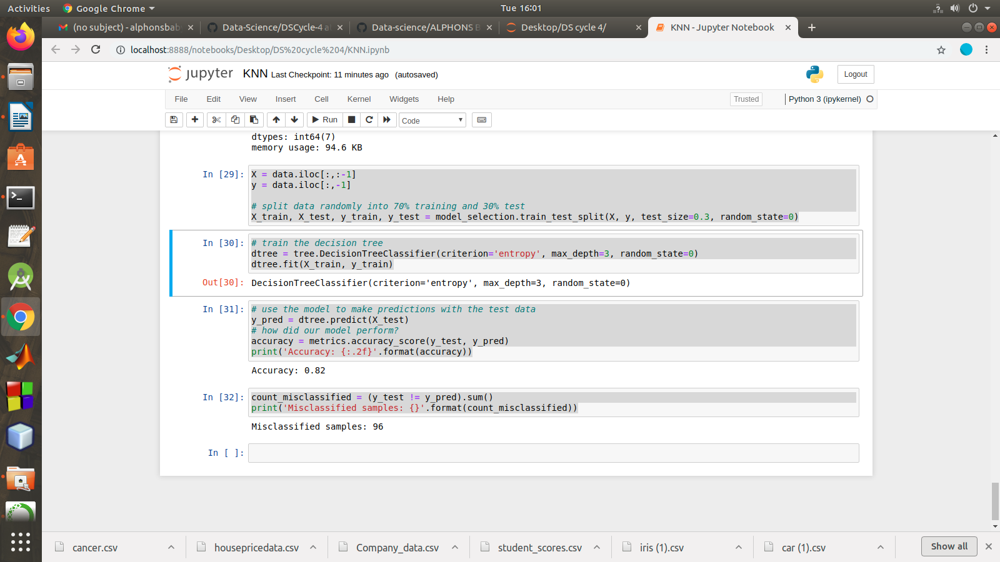 Activities Google Chrome Tue 16:01
(no subject) - alphonsbab Data-Science/DSCycle-4 a Data-science/ALPHONS B Desktop/DS cycle 4/ KNN - Jupyter Notebook
localhost:8888/notebooks/Desktop/DS%20cycle%204/KNN.ipynb
jupyter KNN Last Checkpoint: 11 minutes ago (autosaved) Logout
File Edit View Insert Cell Kernel Widgets Help Trusted Python 3 (ipykernel)
Run Code
dtypes: int64(7)
memory usage: 94.6 KB
In [29]: X = data.iloc[:,:-1]
y = data.iloc[:,-1]
# split data randomly into 70% training and 30% test
X_train, X_test, y_train, y_test = model_selection.train_test_split(X, y, test_size=0.3, random_state=0)
In [30]: # train the decision tree
dtree = tree.DecisionTreeClassifier(criterion='entropy', max_depth=3, random_state=0)
dtree.fit(X_train, y_train)
Out[30]: DecisionTreeClassifier(criterion='entropy', max_depth=3, random_state=0)
In [31]: # use the model to make predictions with the test data
y_pred = dtree.predict(X_test)
# how did our model perform?
accuracy = metrics.accuracy_score(y_test, y_pred)
print('Accuracy: {:.2f}'.format(accuracy))
Accuracy: 0.82
In [32]: count_misclassified = (y_test != y_pred).sum()
print('Misclassified samples: {}'.format(count_misclassified))
Misclassified samples: 96
In [ ]:
cancer.csv housepricedata.csv Company_data.csv student_scores.csv iris (1).csv car (1).csv Show all